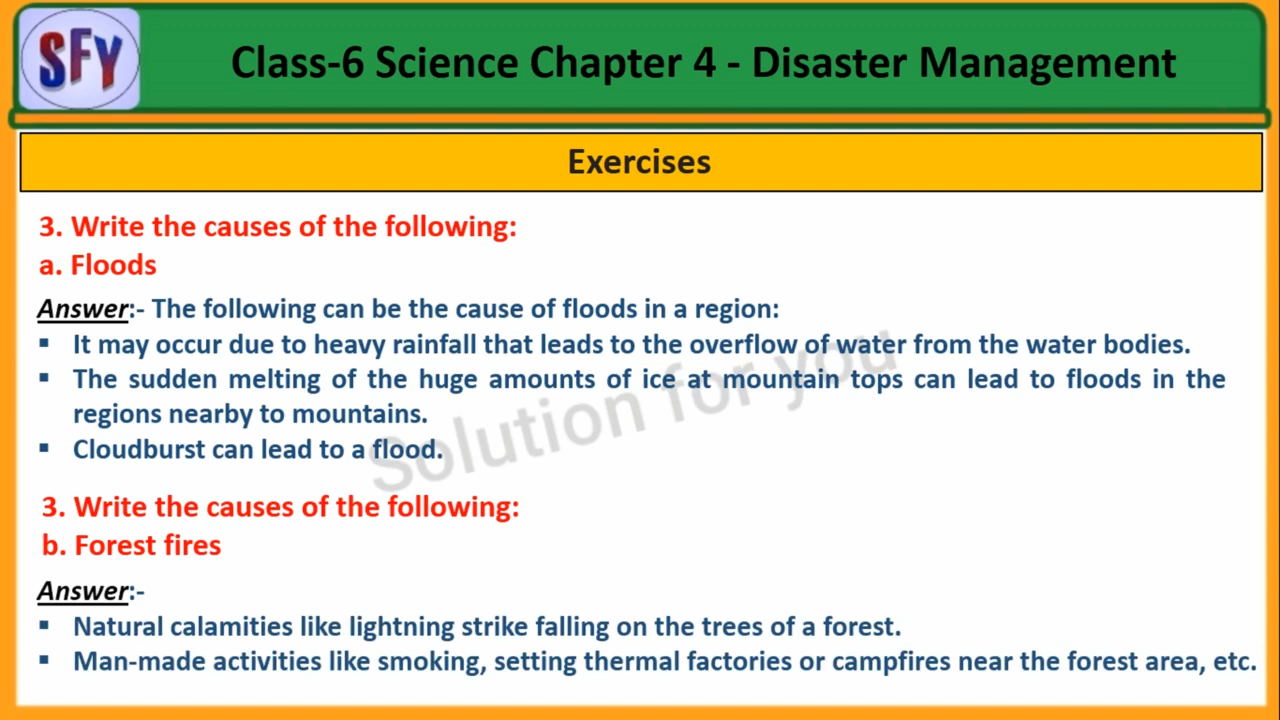 SFY
Class-6 Science Chapter 4 - Disaster Management
Exercises
3. Write the causes of the following:
a. Floods
Answer:- The following can be the cause of floods in a region:
▪ It may occur due to heavy rainfall that leads to the overflow of water from the water bodies.
▪ The sudden melting of the huge amounts of ice at mountain tops can lead to floods in the
regions nearby to mountains.
▪ Cloudburst can lead to a flood.
Solution for you
3. Write the causes of the following:
b. Forest fires
Answer:-
▪ Natural calamities like lightning strike falling on the trees of a forest.
▪ Man-made activities like smoking, setting thermal factories or campfires near the forest area, etc.